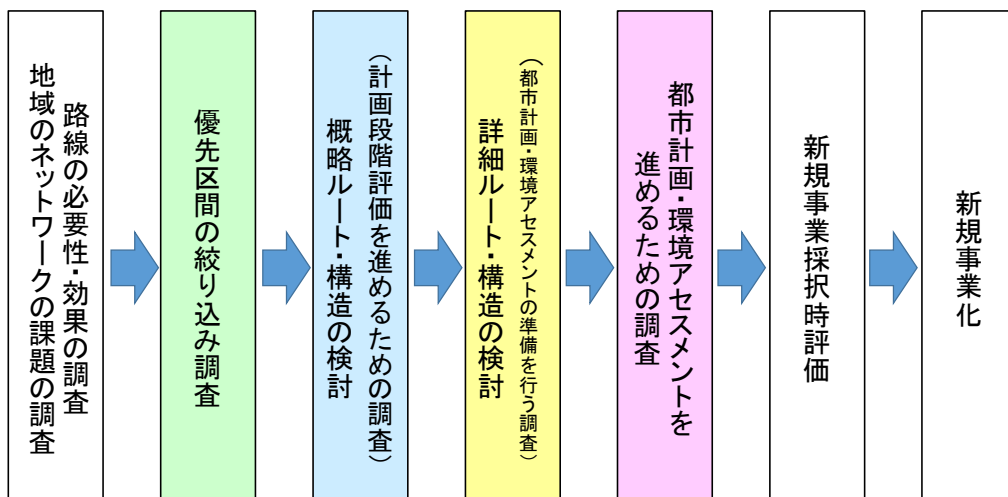 路線の必要性・効果の調査
地域のネットワークの課題の調査
優先区間の絞り込み調査
（計画段階評価を進めるための調査）
概略ルート・構造の検討
（都市計画・環境アセスメントの準備を行う調査）
詳細ルート・構造の検討
都市計画・環境アセスメントを
進めるための調査
新規事業採択時評価
新規事業化